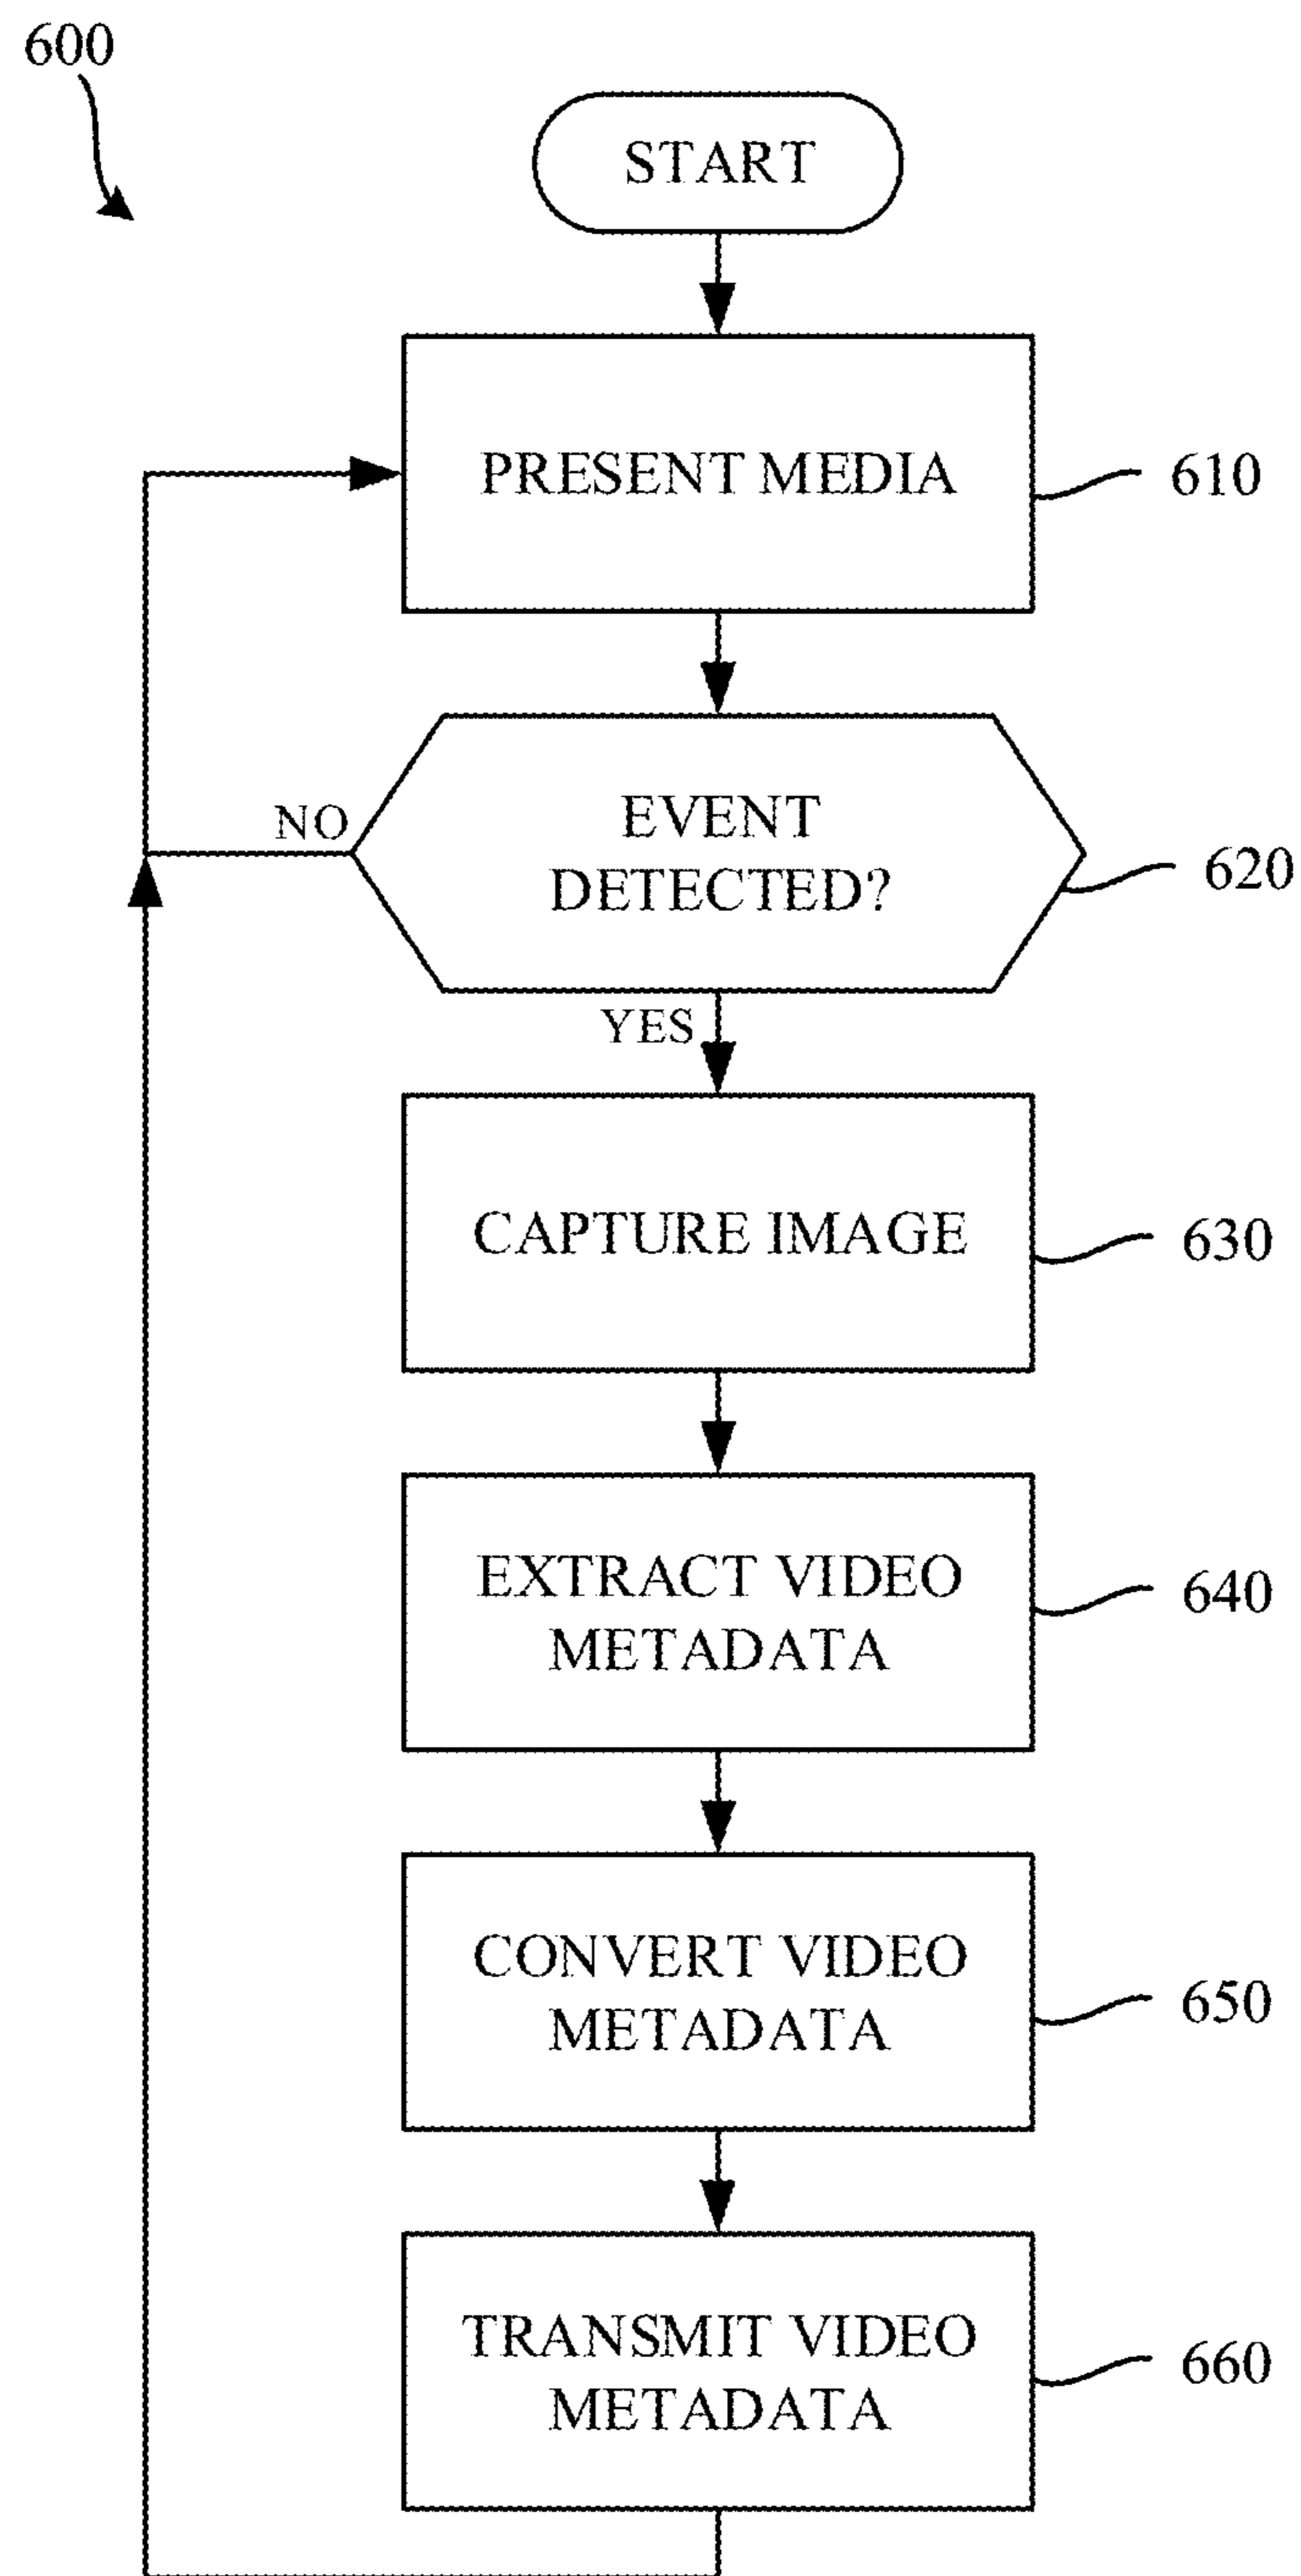 600
START
PRESENT MEDIA
610
EVENT
DETECTED?
620
NO
YES
CAPTURE IMAGE
630
EXTRACT VIDEO
METADATA
640
CONVERT VIDEO
METADATA
650
TRANSMIT VIDEO
METADATA
660